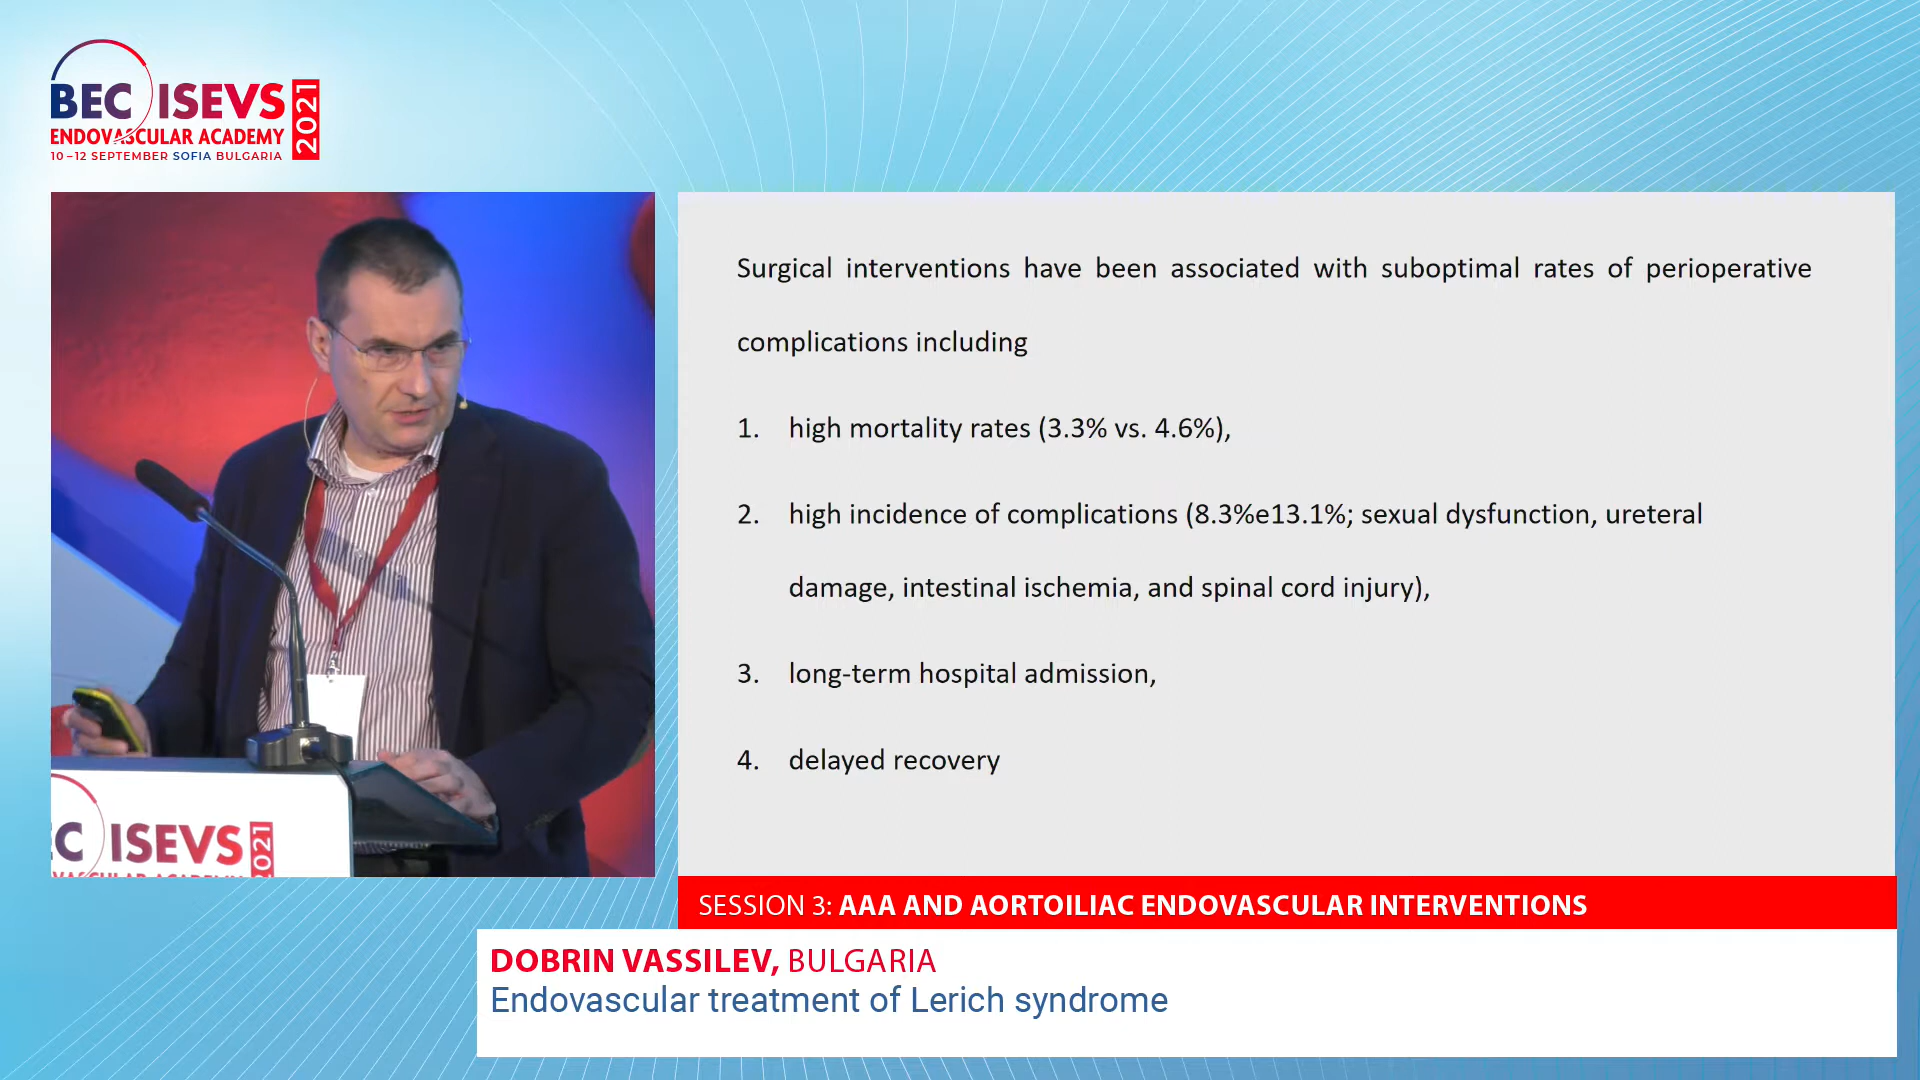 BEC ISEVS 2021
ENDOVASCULAR ACADEMY
10–12 SEPTEMBER SOFIA BULGARIA
Surgical interventions have been associated with suboptimal rates of perioperative
complications including
1. high mortality rates (3.3% vs. 4.6%),
2. high incidence of complications (8.3%e13.1%; sexual dysfunction, ureteral
damage, intestinal ischemia, and spinal cord injury),
3. long-term hospital admission,
4. delayed recovery
EC ISEVS 2021
SESSION 3: AAA AND AORTOILIAC ENDOVASCULAR INTERVENTIONS
DOBRIN VASSILEV, BULGARIA
Endovascular treatment of Lerich syndrome